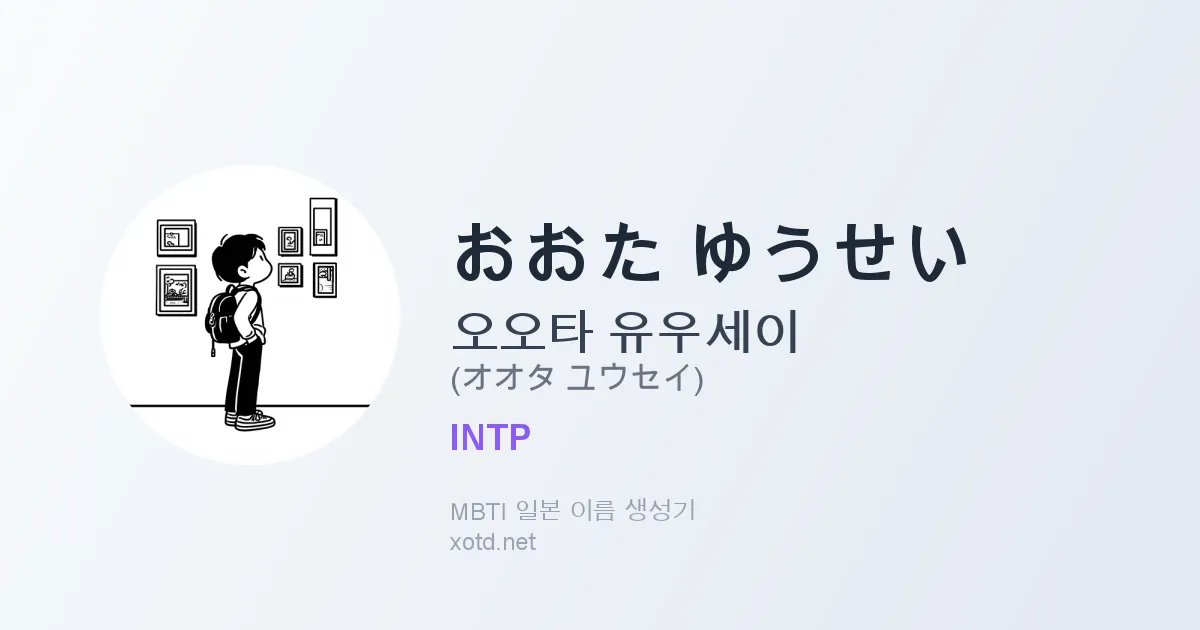 おおた ゆうせい
오오타 유우세이
(オオタ ユウセイ)
INTP
MBTI 일본 이름 생성기
xotd.net